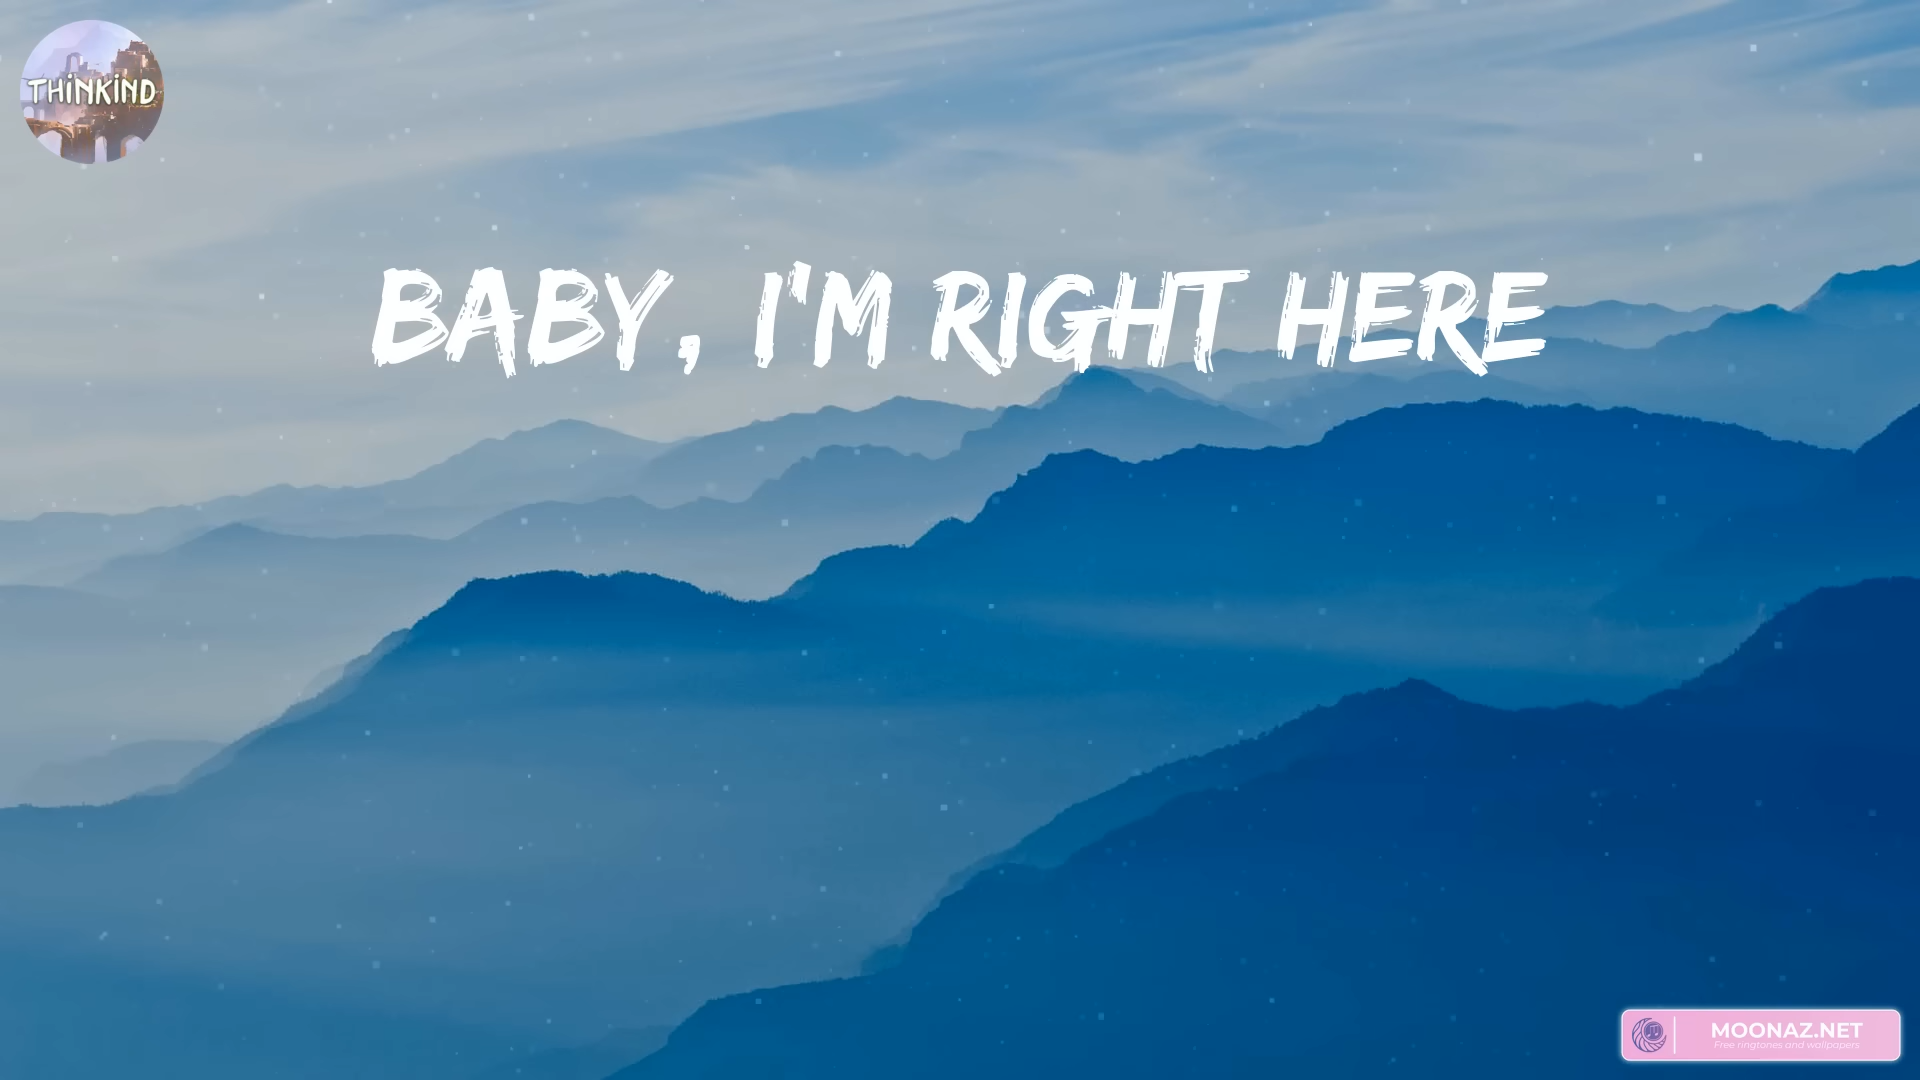 THINKIND
BABY, I'M RIGHT HERE
MOONAZ.NET
Free ringtones and wallpapers